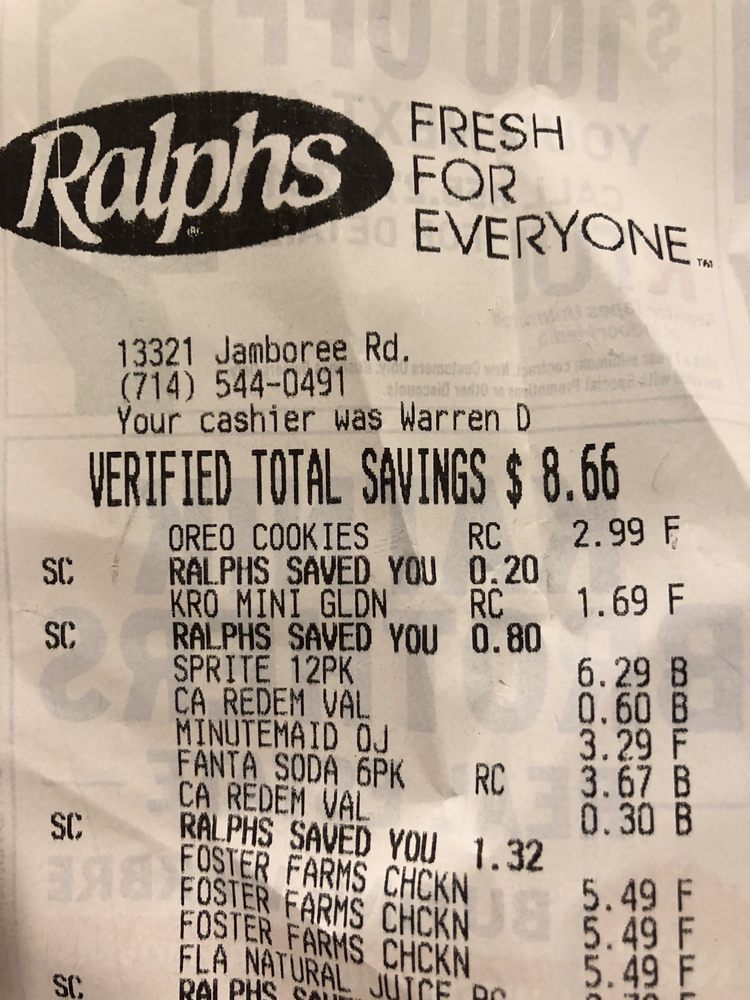 Ralphs
FRESH
FOR
EVERYONE™
13321 Jamboree Rd.
(714) 544-0491
Your cashier was Warren D
VERIFIED TOTAL SAVINGS $ 8.66
OREO COOKIES RC 2.99 F
SC RALPHS SAVED YOU 0.20
KRO MINI GLDN RC 1.69 F
SC RALPHS SAVED YOU 0.80
SPRITE 12PK 6.29 B
CA REDEM VAL 0.60 B
MINUTEMAID OJ 3.29 F
FANTA SODA 6PK RC 3.67 B
CA REDEM VAL 0.30 B
SC RALPHS SAVED YOU 1.32
FOSTER FARMS CHCKN 5.49 F
FOSTER FARMS CHCKN 5.49 F
FOSTER FARMS CHCKN 5.49 F
FLA NATURAL JUICE RC
SC RALPHS